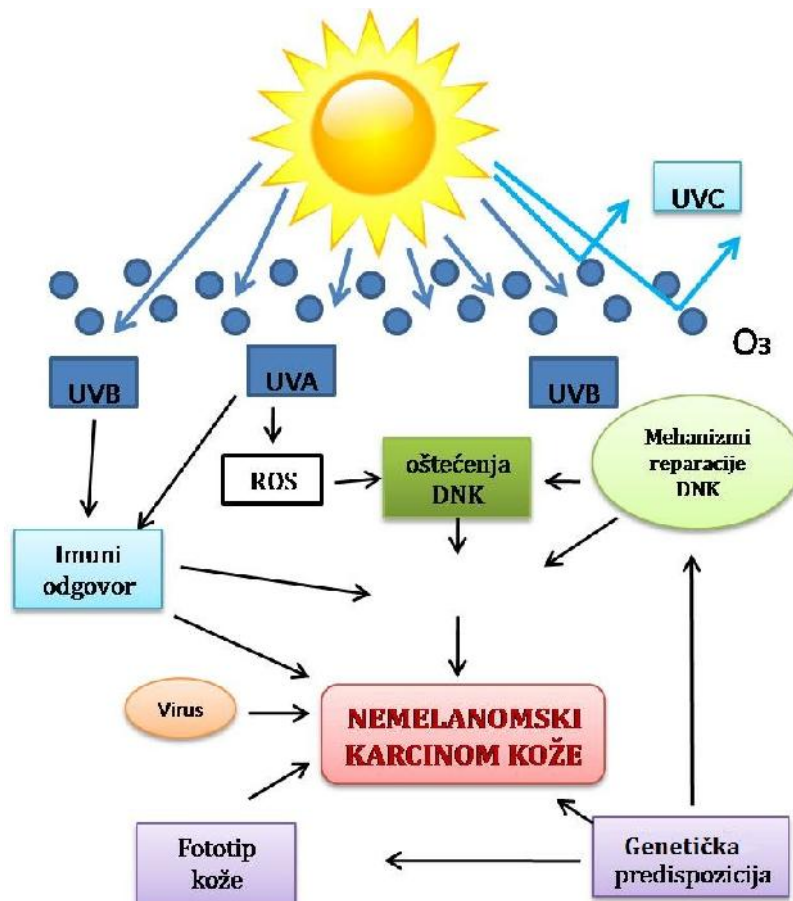 UVC
O₃
UVB
UVA
UVB
ROS
oštećenja
DNK
Mehanizmi
reparacije
DNK
Imuni
odgovor
Virus
NEMELANOMSKI
KARCINOM KOŽE
Fototip
kože
Genetička
predispozicija